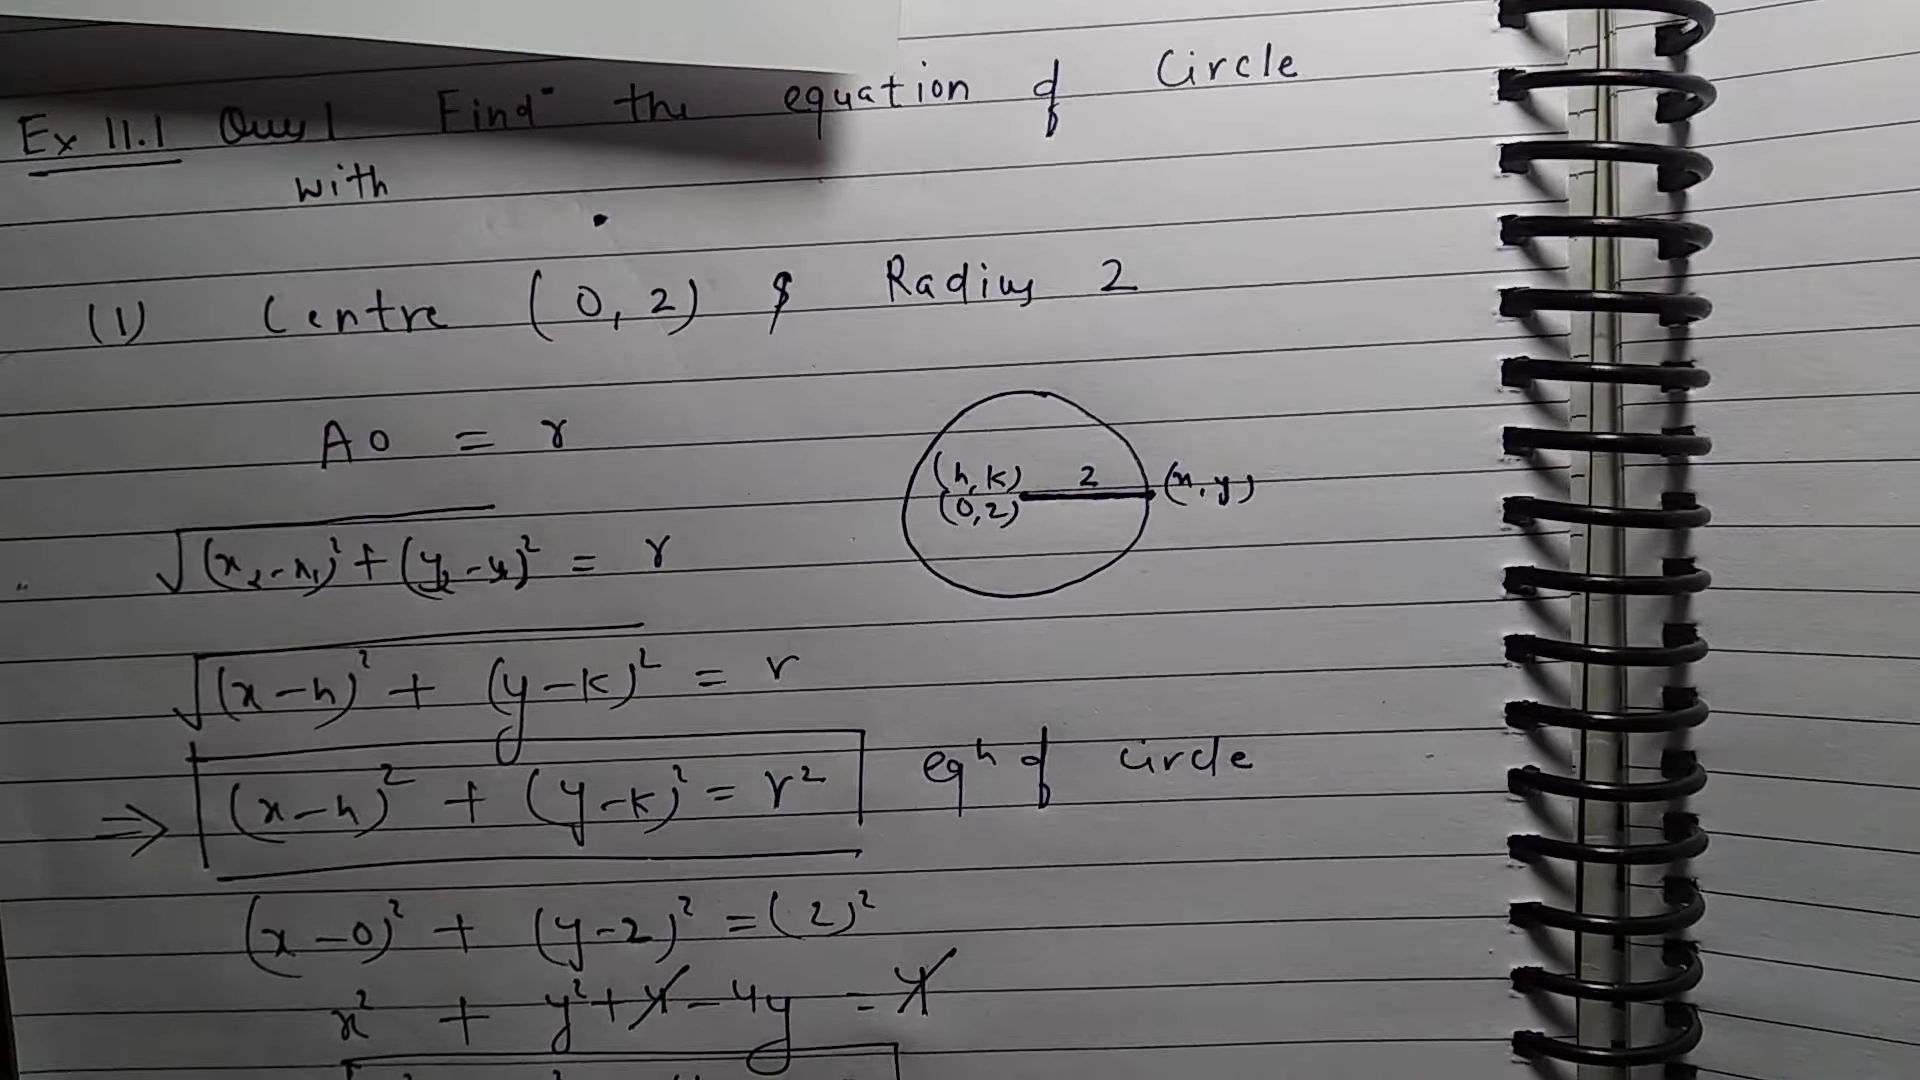 Ex 11.1 Ques 1 Find the equation of Circle
with
(1) Centre (0, 2) & Radius 2
AO = r
(h, k) 2 (x, y)
(0, 2)
√(x₂-x₁)² + (y₂-y₁)² = r
√(x-h)² + (y-k)² = r
⇒ (x-h)² + (y-k)² = r² eqⁿ of circle
(x-0)² + (y-2)² = (2)²
x² + y² + 4 - 4y = 4